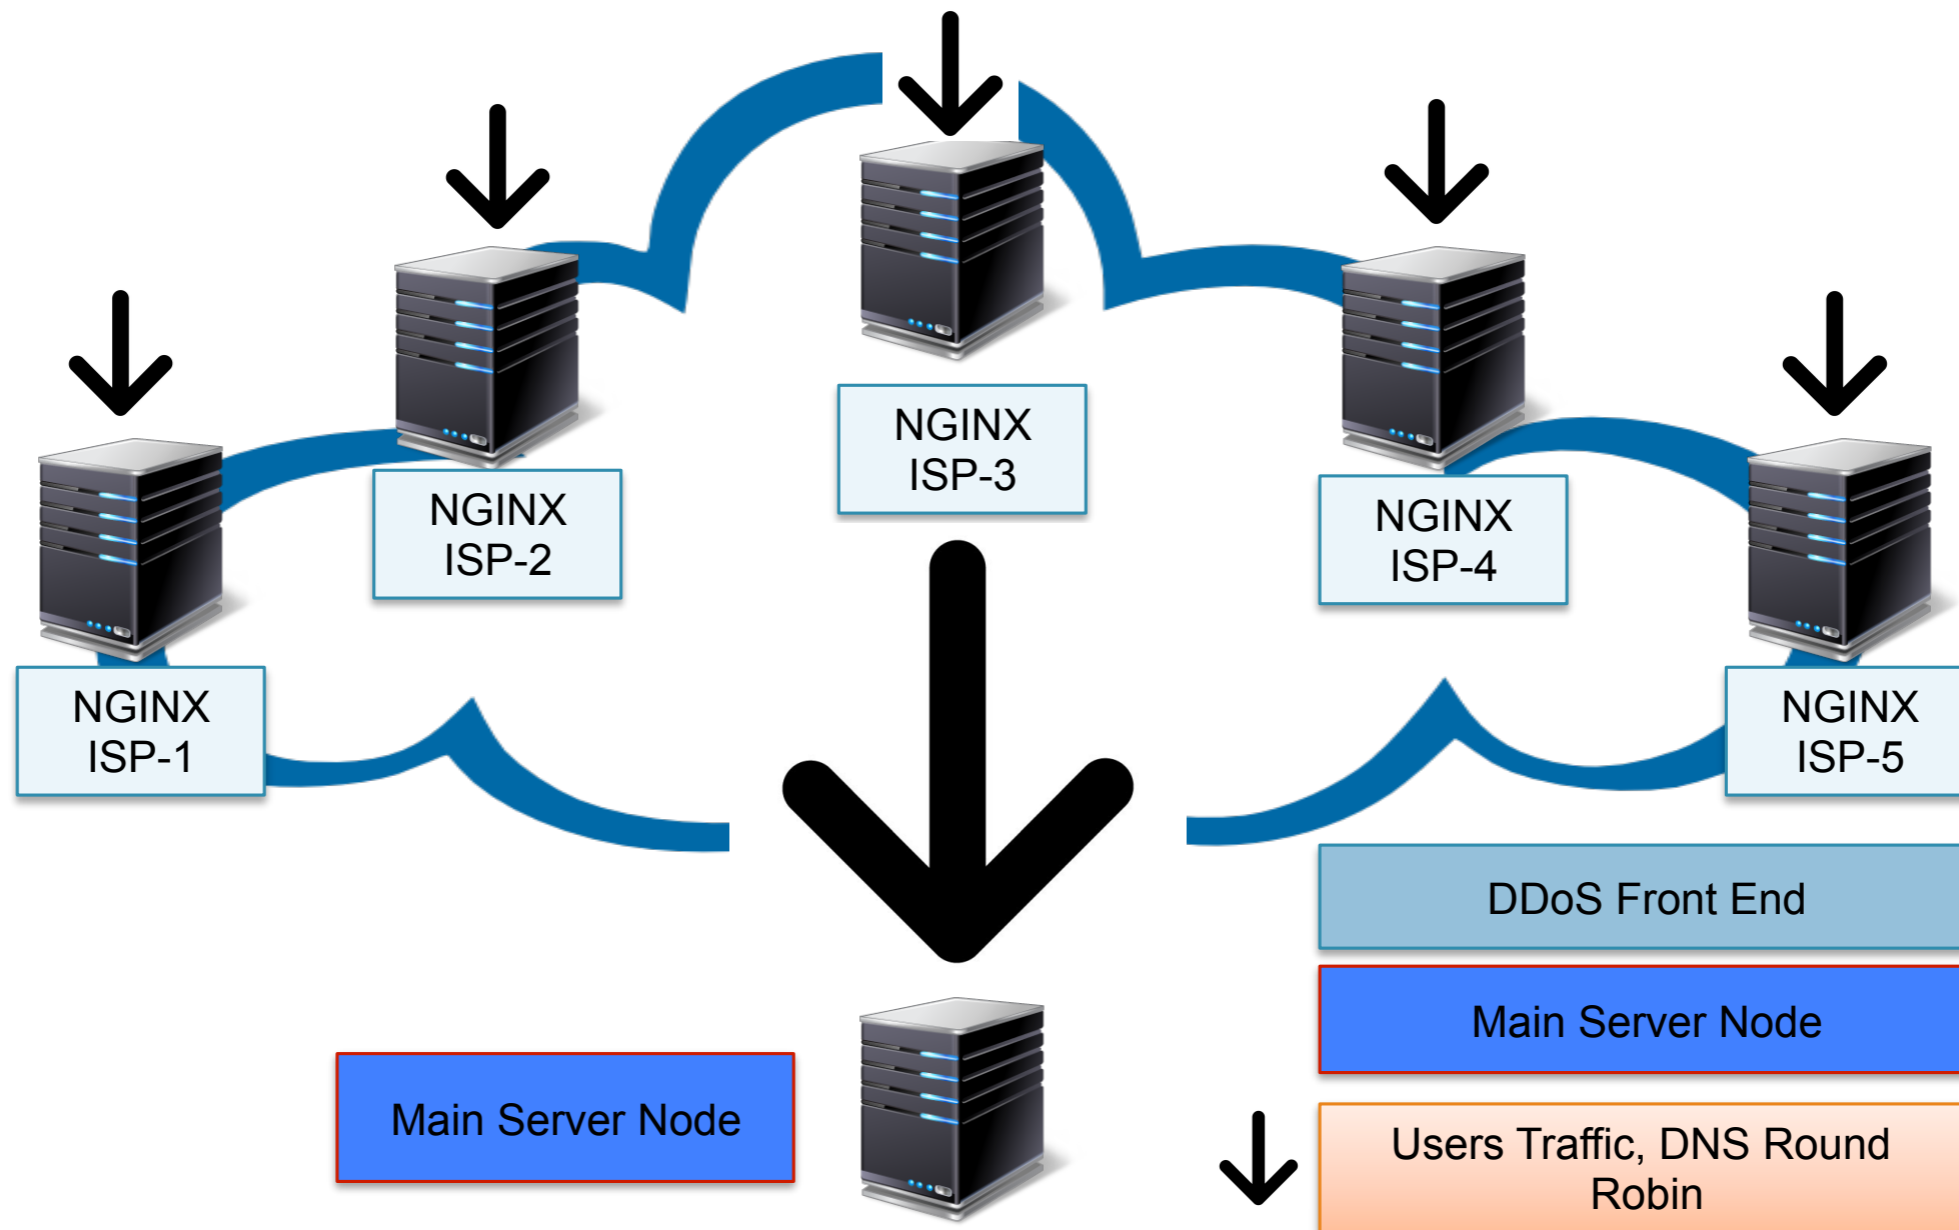 NGINX
ISP-3
NGINX
ISP-2
NGINX
ISP-4
NGINX
ISP-1
NGINX
ISP-5
DDoS Front End
Main Server Node
Main Server Node
Users Traffic, DNS Round
Robin